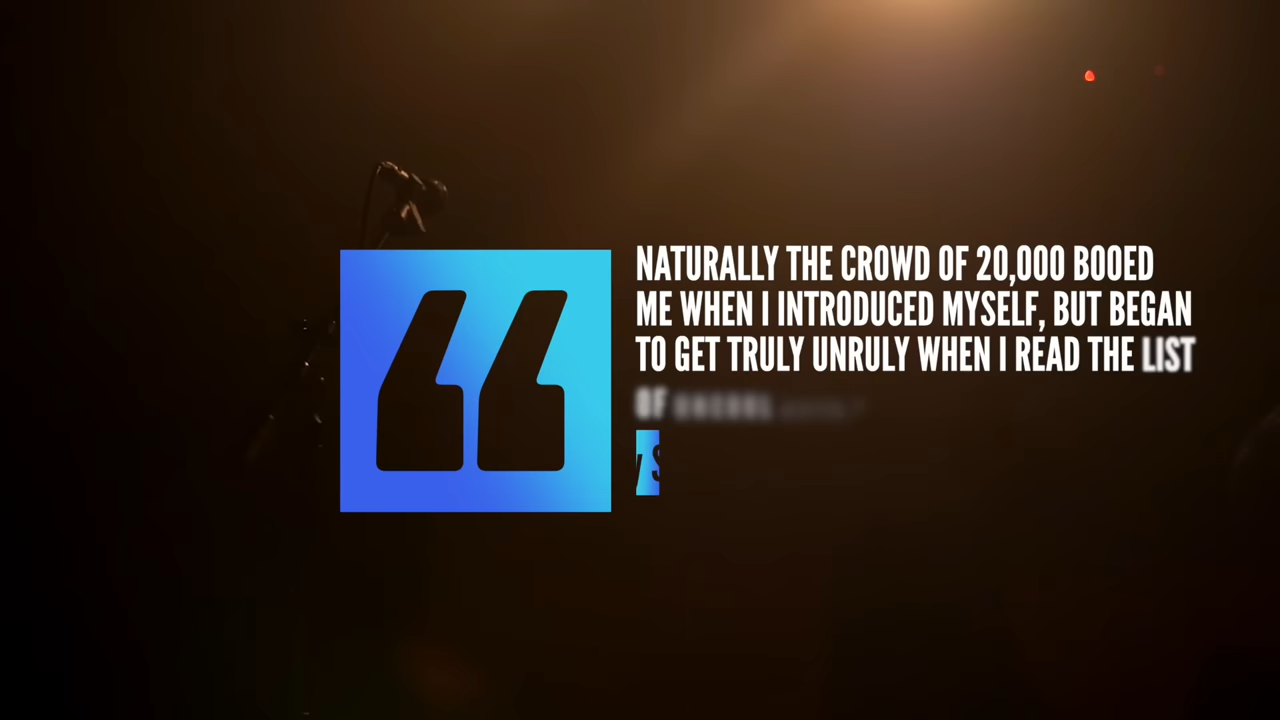 NATURALLY THE CROWD OF 20,000 BOOED
ME WHEN I INTRODUCED MYSELF, BUT BEGAN
TO GET TRULY UNRULY WHEN I READ THE LIST
OF